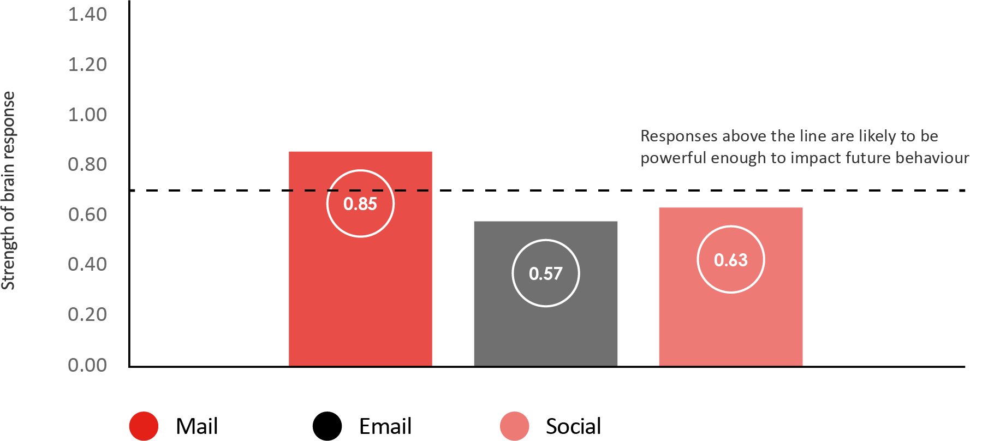 1.40
1.20
1.00
0.80
0.60
0.40
0.20
0.00
Strength of brain response
Responses above the line are likely to be
powerful enough to impact future behaviour
0.85
0.57
0.63
Mail
Email
Social